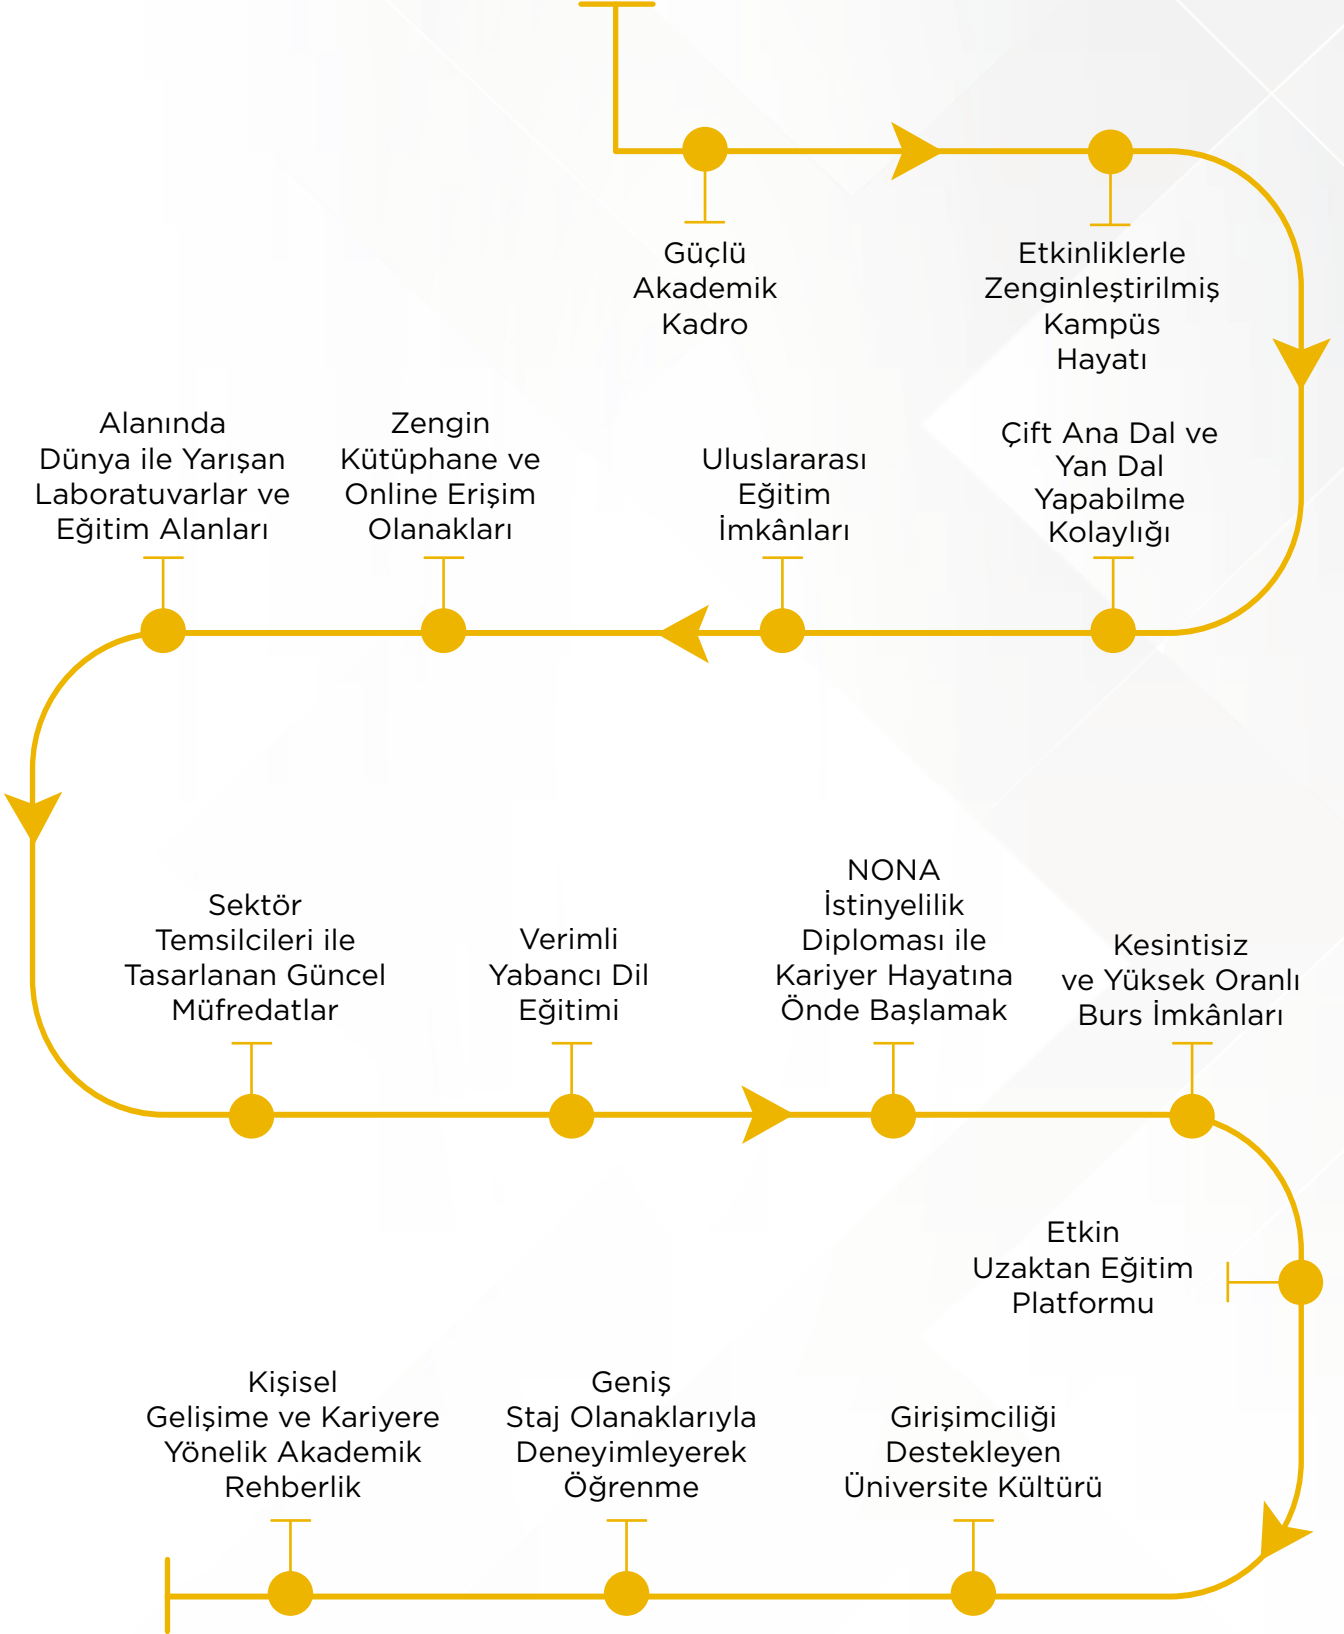 Güçlü
Akademik
Kadro
Etkinliklerle
Zenginleştirilmiş
Kampüs
Hayatı
Alanında
Dünya ile Yarışan
Laboratuvarlar ve
Eğitim Alanları
Zengin
Kütüphane ve
Online Erişim
Olanakları
Uluslararası
Eğitim
İmkânları
Çift Ana Dal ve
Yan Dal
Yapabilme
Kolaylığı
Sektör
Temsilcileri ile
Tasarlanan Güncel
Müfredatlar
Verimli
Yabancı Dil
Eğitimi
NONA
İstinyelilik
Diploması ile
Kariyer Hayatına
Önde Başlamak
Kesintisiz
ve Yüksek Oranlı
Burs İmkânları
Etkin
Uzaktan Eğitim
Platformu
Kişisel
Gelişime ve Kariyere
Yönelik Akademik
Rehberlik
Geniş
Staj Olanaklarıyla
Deneyimleyerek
Öğrenme
Girişimciliği
Destekleyen
Üniversite Kültürü